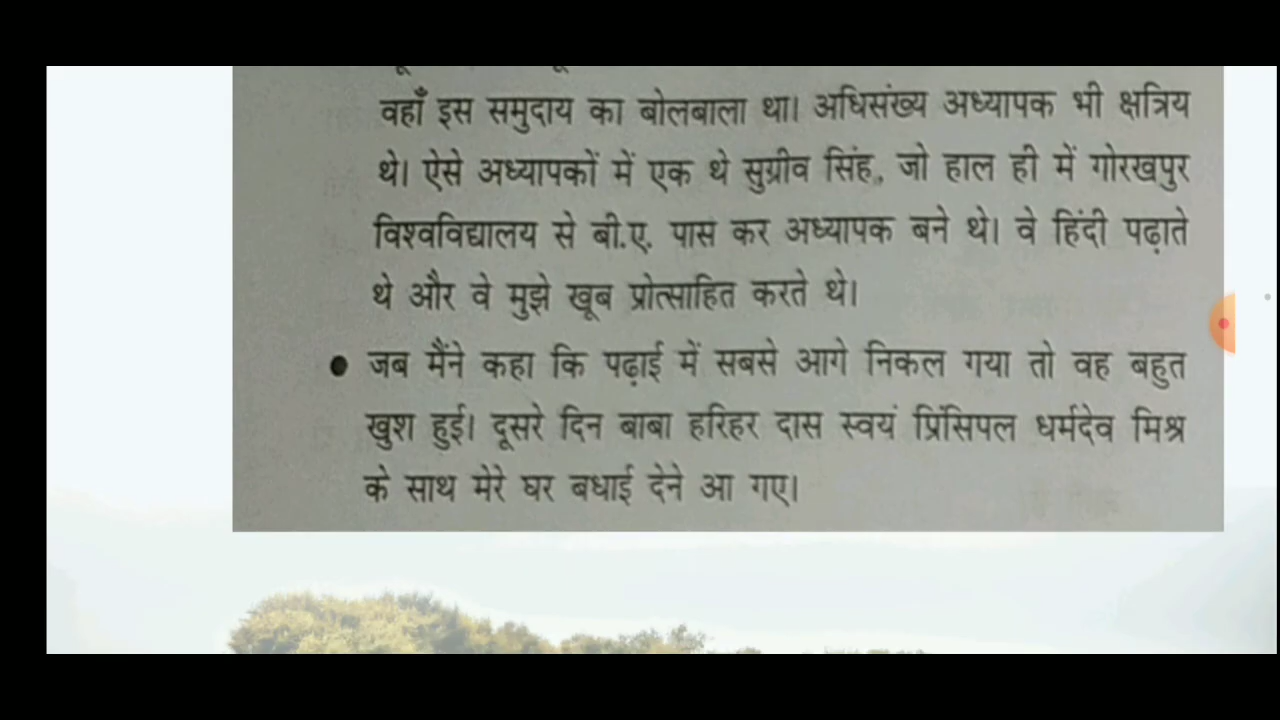 वहाँ इस समुदाय का बोलबाला था। अधिसंख्य अध्यापक भी क्षत्रिय
थे। ऐसे अध्यापकों में एक थे सुग्रीव सिंह, जो हाल ही में गोरखपुर
विश्वविद्यालय से बी.ए. पास कर अध्यापक बने थे। वे हिंदी पढ़ाते
थे और वे मुझे खूब प्रोत्साहित करते थे।
● जब मैंने कहा कि पढ़ाई में सबसे आगे निकल गया तो वह बहुत
खुश हुई। दूसरे दिन बाबा हरिहर दास स्वयं प्रिंसिपल धर्मदेव मिश्र
के साथ मेरे घर बधाई देने आ गए।